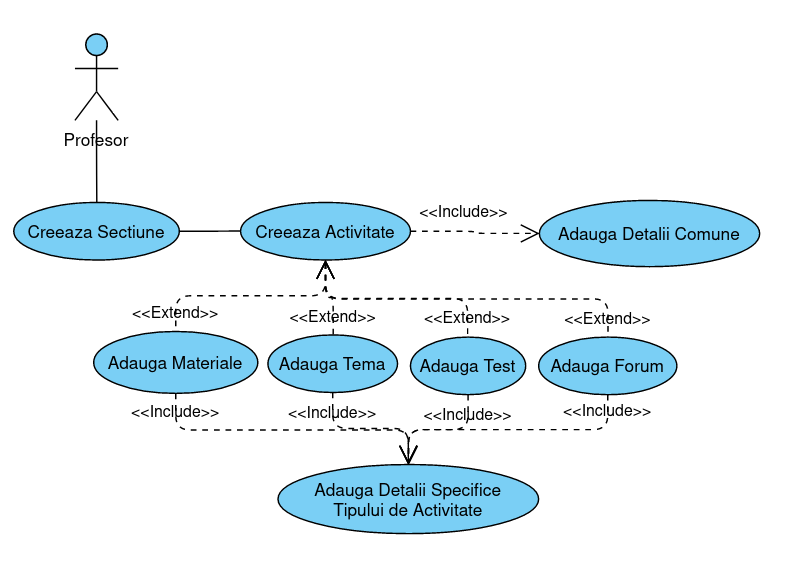 Profesor
Creeaza Sectiune
Creeaza Activitate
<<Include>>
Adauga Detalii Comune
<<Extend>>
<<Extend>>
<<Extend>>
<<Extend>>
Adauga Materiale
Adauga Tema
Adauga Test
Adauga Forum
<<Include>>
<<Include>>
<<Include>>
<<Include>>
Adauga Detalii Specifice
Tipului de Activitate